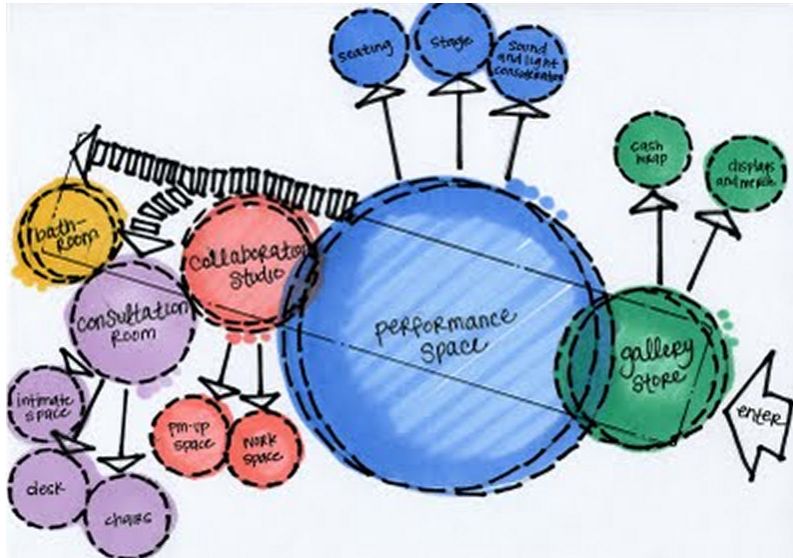 seating
stage
sound
and light
consideration
cash
wrap
displays
and merch.
bath-
room
collaboration
studio
consultation
room
performance
space
gallery
store
enter
intimate
space
pin-up
space
work
space
desk
chairs